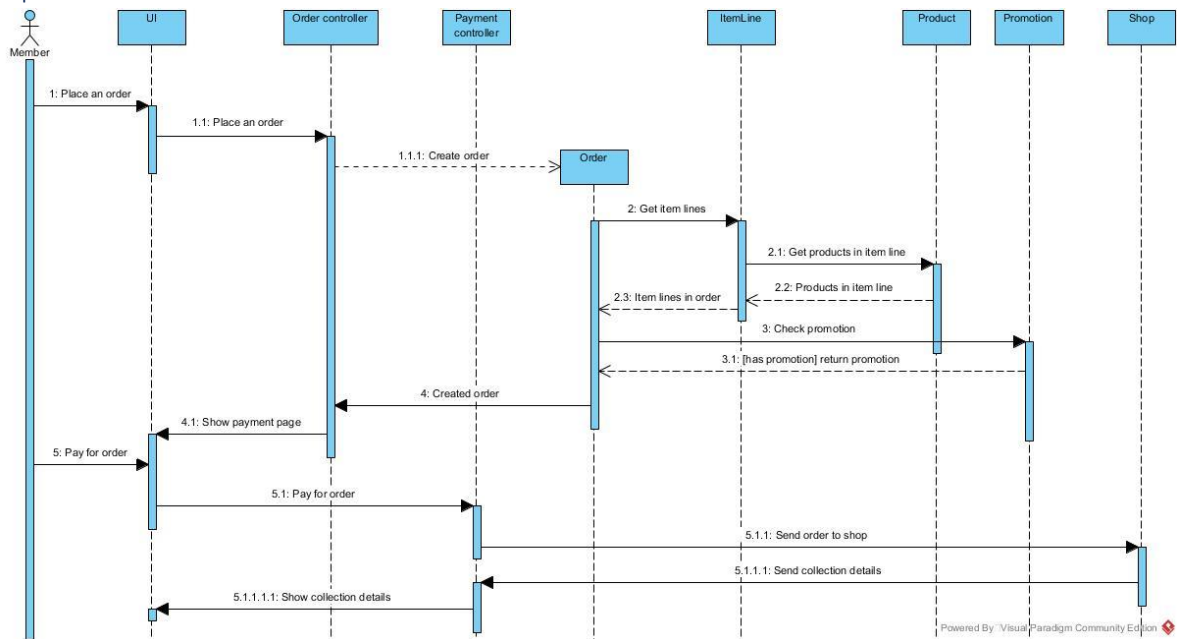 UI
Order controller
Payment
controller
ItemLine
Product
Promotion
Shop
Member
1: Place an order
1.1: Place an order
1.1.1: Create order
Order
2: Get item lines
2.1: Get products in item line
2.2: Products in item line
2.3: Item lines in order
3: Check promotion
3.1: [has promotion] return promotion
4: Created order
4.1: Show payment page
5: Pay for order
5.1: Pay for order
5.1.1: Send order to shop
5.1.1.1: Send collection details
5.1.1.1.1: Show collection details
Powered By Visual Paradigm Community Edition